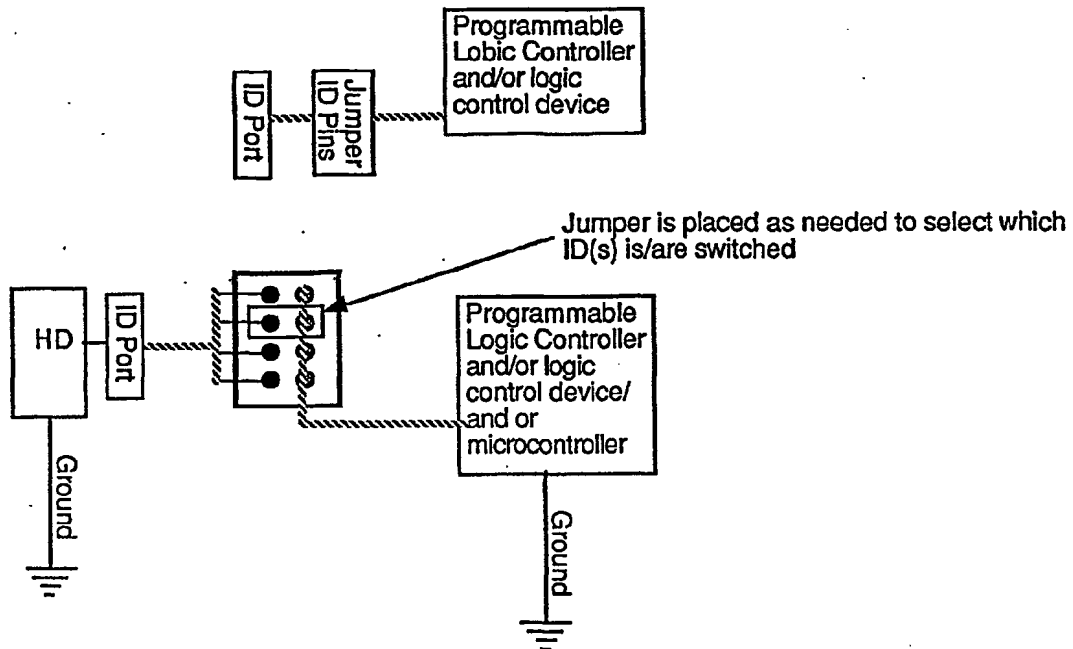 Programmable
Lobic Controller
and/or logic
control device
ID Port
Jumper
ID Pins
Jumper is placed as needed to select which
ID(s) is/are switched
HD
ID Port
Programmable
Logic Controller
and/or logic
control device/
and or
microcontroller
Ground
Ground